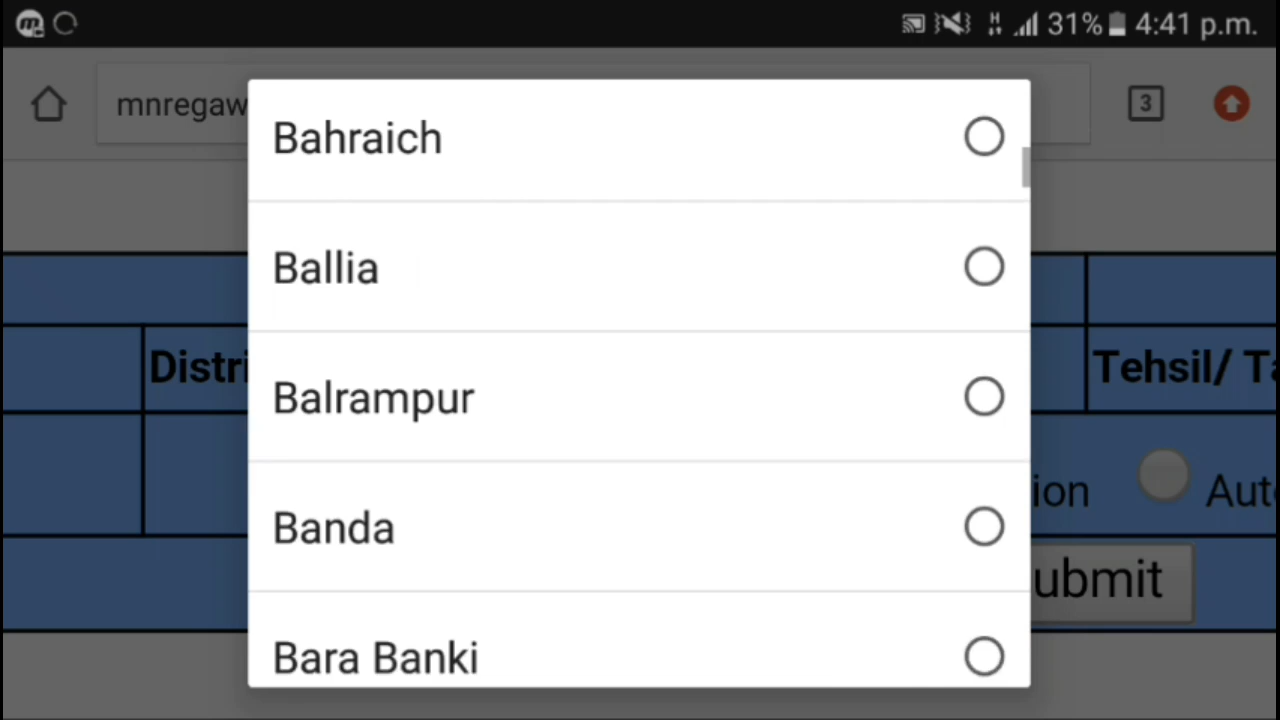 31% 4:41 p.m.
mnregaw
3
Bahraich
Ballia
Distri
Tehsil/ Ta
Balrampur
ion
Aut
Banda
ubmit
Bara Banki